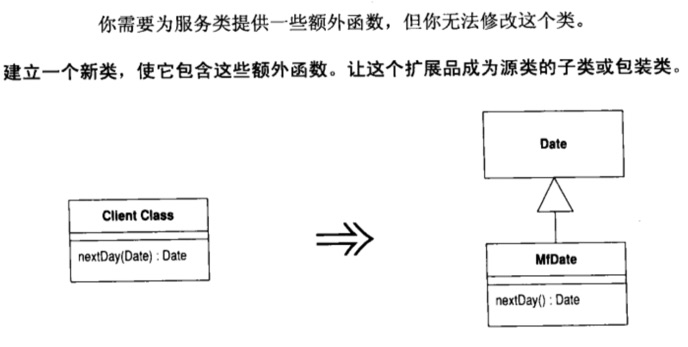 你需要为服务类提供一些额外函数，但你无法修改这个类。
建立一个新类，使它包含这些额外函数。让这个扩展品成为源类的子类或包装类。
Date
Client Class
nextDay(Date) : Date
MfDate
nextDay() : Date